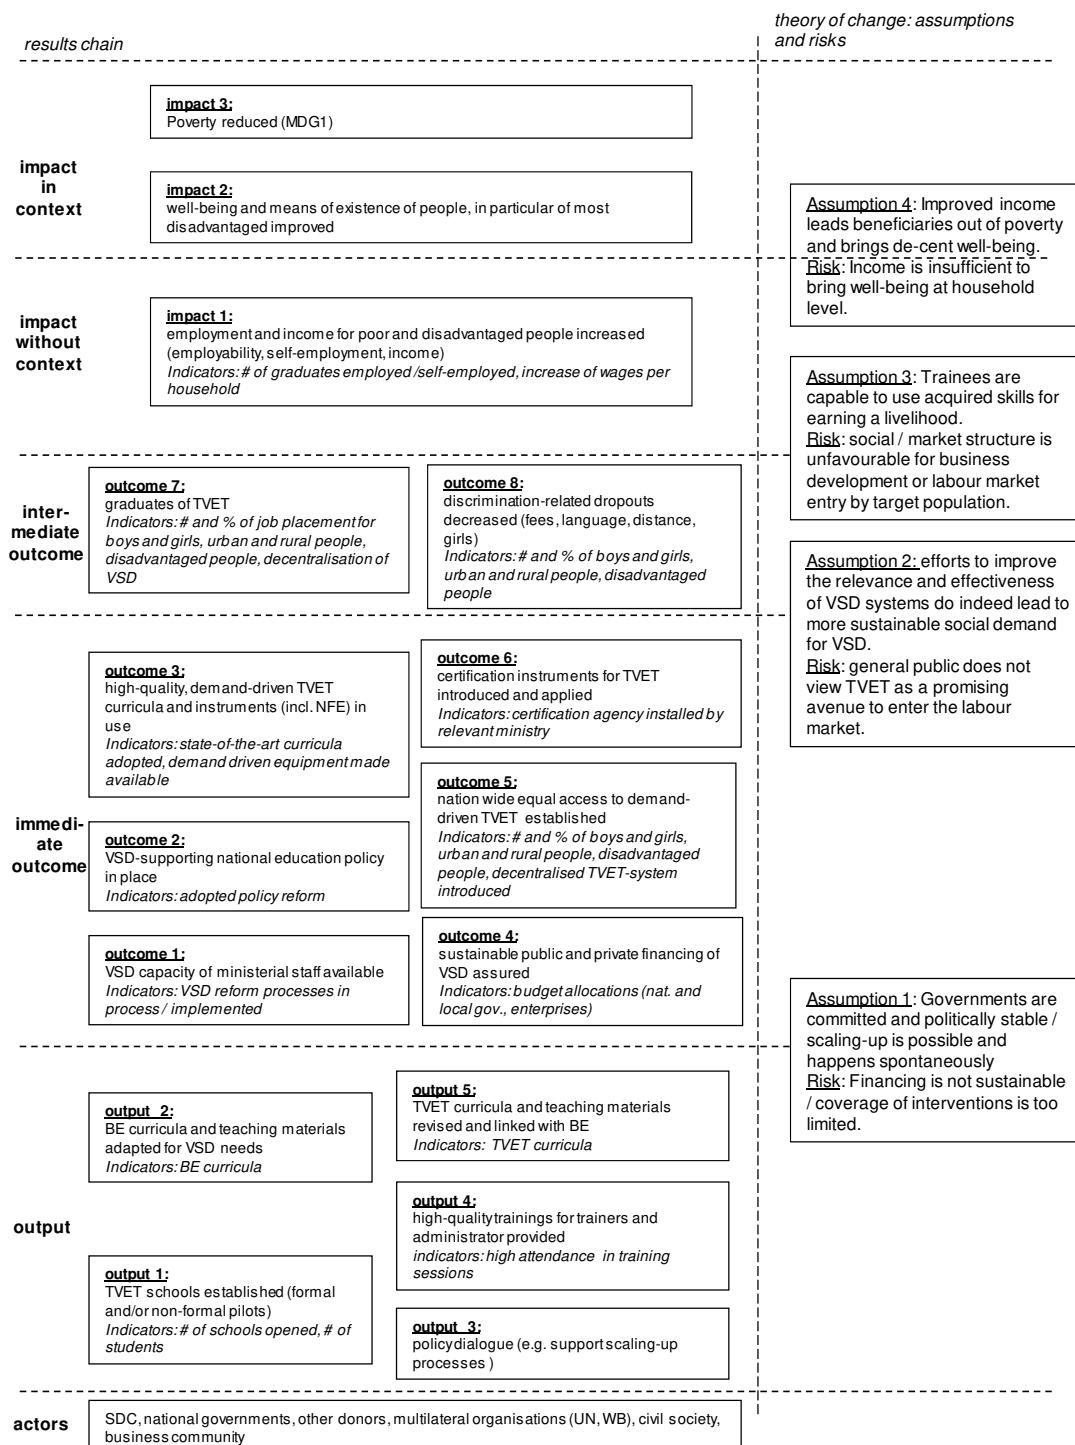 results chain
theory of change: assumptions
and risks
impact
in
context
impact 3:
Poverty reduced (MDG1)
impact 2:
well-being and means of existence of people, in particular of most
disadvantaged improved
Assumption 4: Improved income
leads beneficiaries out of poverty
and brings de-cent well-being.
Risk: Income is insufficient to
bring well-being at household
level.
impact
without
context
impact 1:
employment and income for poor and disadvantaged people increased
(employability, self-employment, income)
Indicators: # of graduates employed /self-employed, increase of wages per
household
Assumption 3: Trainees are
capable to use acquired skills for
earning a livelihood.
Risk: social / market structure is
unfavourable for business
development or labour market
entry by target population.
inter-
mediate
outcome
outcome 7:
graduates of TVET
Indicators: # and % of job placement for
boys and girls, urban and rural people,
disadvantaged people, decentralisation of
VSD
outcome 8:
discrimination-related dropouts
decreased (fees, language, distance,
girls)
Indicators: # and % of boys and girls,
urban and rural people, disadvantaged
people
Assumption 2: efforts to improve
the relevance and effectiveness
of VSD systems do indeed lead to
more sustainable social demand
for VSD.
Risk: general public does not
view TVET as a promising
avenue to enter the labour
market.
immedi-
ate
outcome
outcome 3:
high-quality, demand-driven TVET
curricula and instruments (incl. NFE) in
use
Indicators: state-of-the-art curricula
adopted, demand driven equipment made
available
outcome 6:
certification instruments for TVET
introduced and applied
Indicators: certification agency installed by
relevant ministry
outcome 5:
nation wide equal access to demand-
driven TVET established
Indicators: # and % of boys and girls,
urban and rural people, disadvantaged
people, decentralised TVET-system
introduced
outcome 2:
VSD-supporting national education policy
in place
Indicators: adopted policy reform
outcome 1:
VSD capacity of ministerial staff available
Indicators: VSD reform processes in
process / implemented
outcome 4:
sustainable public and private financing of
VSD assured
Indicators: budget allocations (nat. and
local gov., enterprises)
Assumption 1: Governments are
committed and politically stable /
scaling-up is possible and
happens spontaneously
Risk: Financing is not sustainable
/ coverage of interventions is too
limited.
output
output 2:
BE curricula and teaching materials
adapted for VSD needs
Indicators: BE curricula
output 5:
TVET curricula and teaching materials
revised and linked with BE
Indicators: TVET curricula
output 4:
high-quality trainings for trainers and
administrator provided
indicators: high attendance in training
sessions
output 1:
TVET schools established (formal
and/or non-formal pilots)
Indicators: # of schools opened, # of
students
output 3:
policy dialogue (e.g. support scaling-up
processes )
actors
SDC, national governments, other donors, multilateral organisations (UN, WB), civil society,
business community